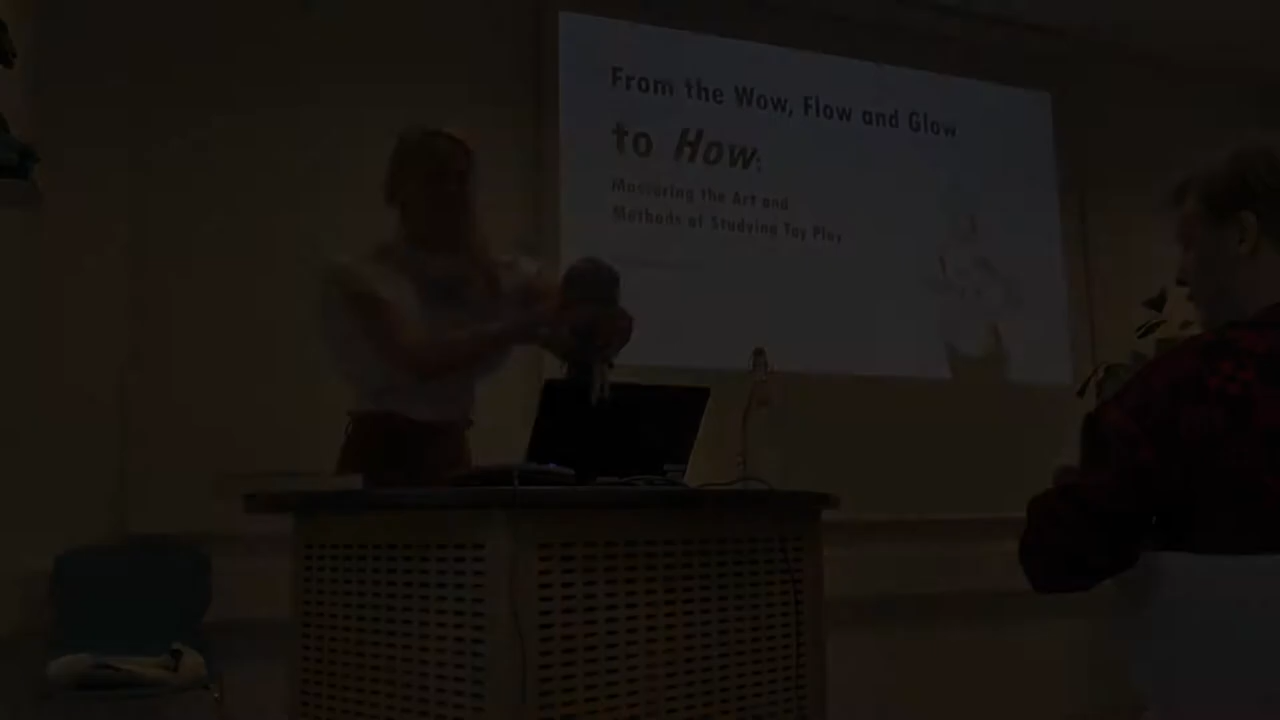 From the Wow, Flow and Glow
to How:
Mastering the Art and
Methods of Studying Toy Play